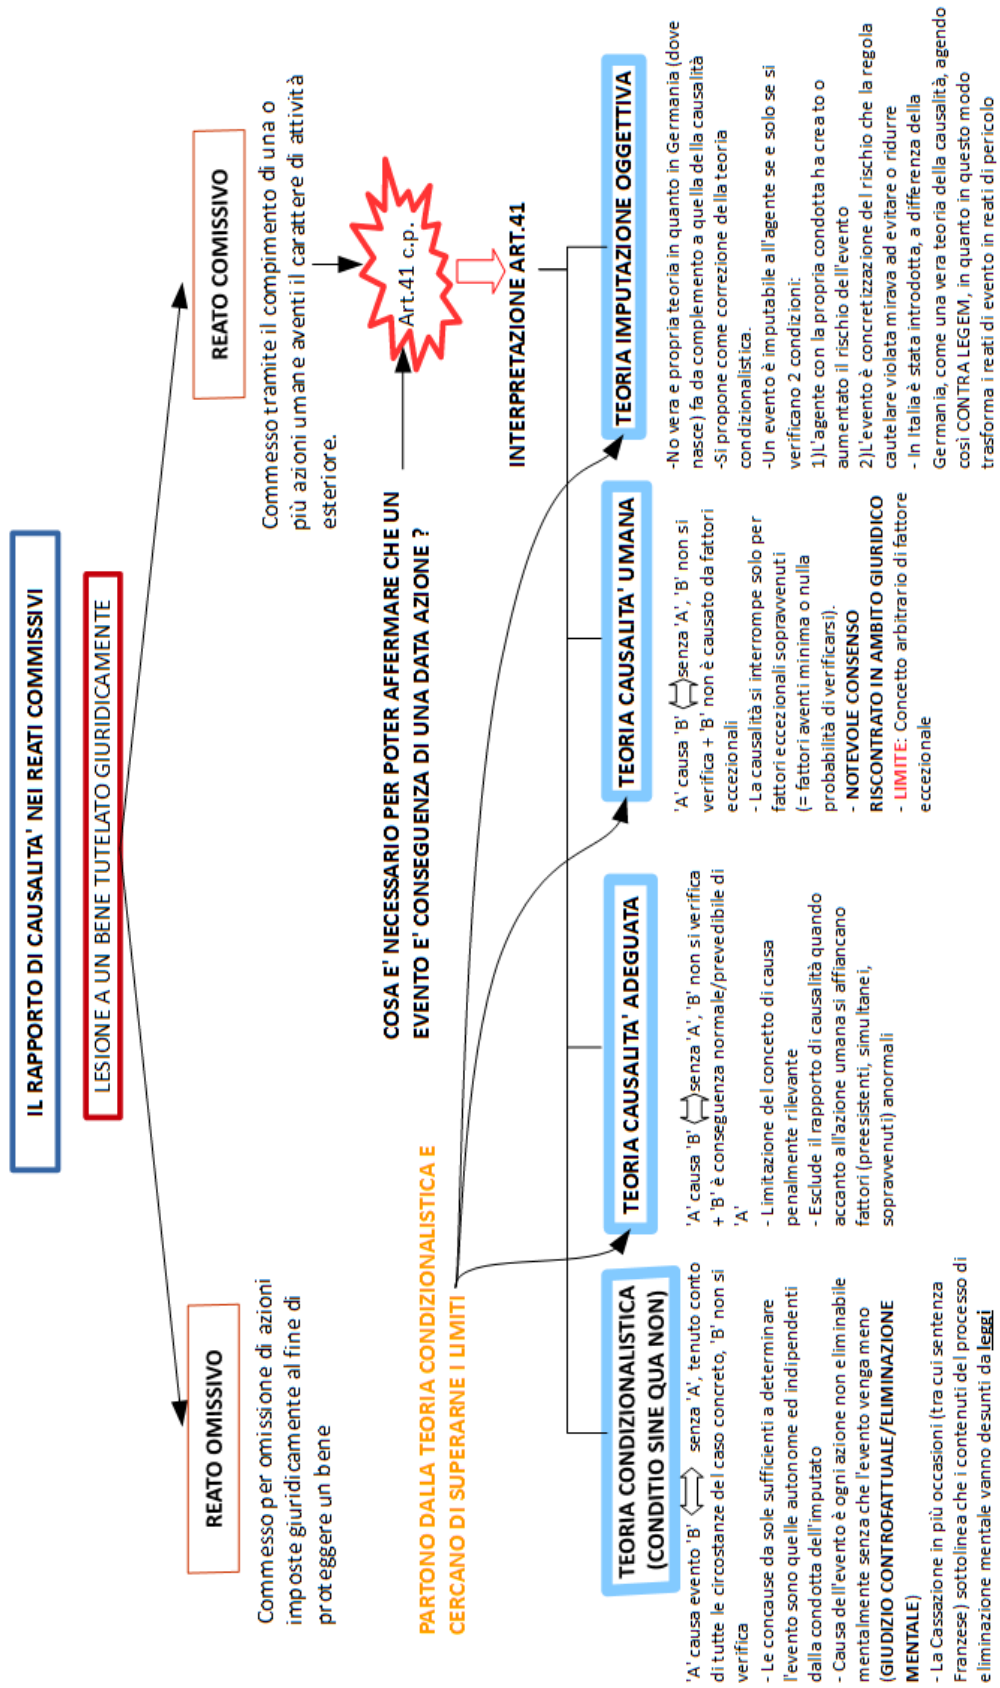 IL RAPPORTO DI CAUSALITA' NEI REATI COMMISSIVI
LESIONE A UN BENE TUTELATO GIURIDICAMENTE
REATO OMISSIVO
Commesso per omissione di azioni
imposte giuridicamente al fine di
proteggere un bene
REATO COMISSIVO
Commesso tramite il compimento di una o
più azioni umane aventi il carattere di attività
esteriore.
COSA E' NECESSARIO PER POTER AFFERMARE CHE UN
EVENTO E' CONSEGUENZA DI UNA DATA AZIONE ?
Art.41 c.p.
PARTONO DALLA TEORIA CONDIZIONALISTICA E
CERCANO DI SUPERARNE I LIMITI
INTERPRETAZIONE ART.41
TEORIA CONDIZIONALISTICA
(CONDITIO SINE QUA NON)
'A' causa evento 'B' senza 'A', tenuto conto
di tutte le circostanze del caso concreto, 'B' non si
verifica
- Le concause da sole sufficienti a determinare
l'evento sono quelle autonome ed indipendenti
dalla condotta dell'imputato
- Causa dell'evento è ogni azione non eliminabile
mentalmente senza che l'evento venga meno
(GIUDIZIO CONTROFATTUALE/ELIMINAZIONE
MENTALE)
- La Cassazione in più occasioni (tra cui sentenza
Franzese) sottolinea che i contenuti del processo di
eliminazione mentale vanno desunti da leggi
TEORIA CAUSALITA' ADEGUATA
'A' causa 'B' senza 'A', 'B' non si verifica
+ 'B' è conseguenza normale/prevedibile di
'A'
- Limitazione del concetto di causa
penalmente rilevante
- Esclude il rapporto di causalità quando
accanto all'azione umana si affiancano
fattori (preesistenti, simultanei,
sopravvenuti) anormali
TEORIA CAUSALITA' UMANA
'A' causa 'B' senza 'A', 'B' non si
verifica + 'B' non è causato da fattori
eccezionali
- La causalità si interrompe solo per
fattori eccezionali sopravvenuti
(= fattori aventi minima o nulla
probabilità di verificarsi).
- NOTEVOLE CONSENSO
RISCONTRATO IN AMBITO GIURIDICO
- LIMITE: Concetto arbitrario di fattore
eccezionale
TEORIA IMPUTAZIONE OGGETTIVA
-No vera e propria teoria in quanto in Germania (dove
nasce) fa da complemento a quella della causalità
-Si propone come correzione della teoria
condizionalistica.
-Un evento è imputabile all'agente se e solo se si
verificano 2 condizioni:
1)L'agente con la propria condotta ha creato o
aumentato il rischio dell'evento
2)L'evento è concretizzazione del rischio che la regola
cautelare violata mirava ad evitare o ridurre
- In Italia è stata introdotta, a differenza della
Germania, come una vera teoria della causalità, agendo
così CONTRA LEGEM, in quanto in questo modo
trasforma i reati di evento in reati di pericolo